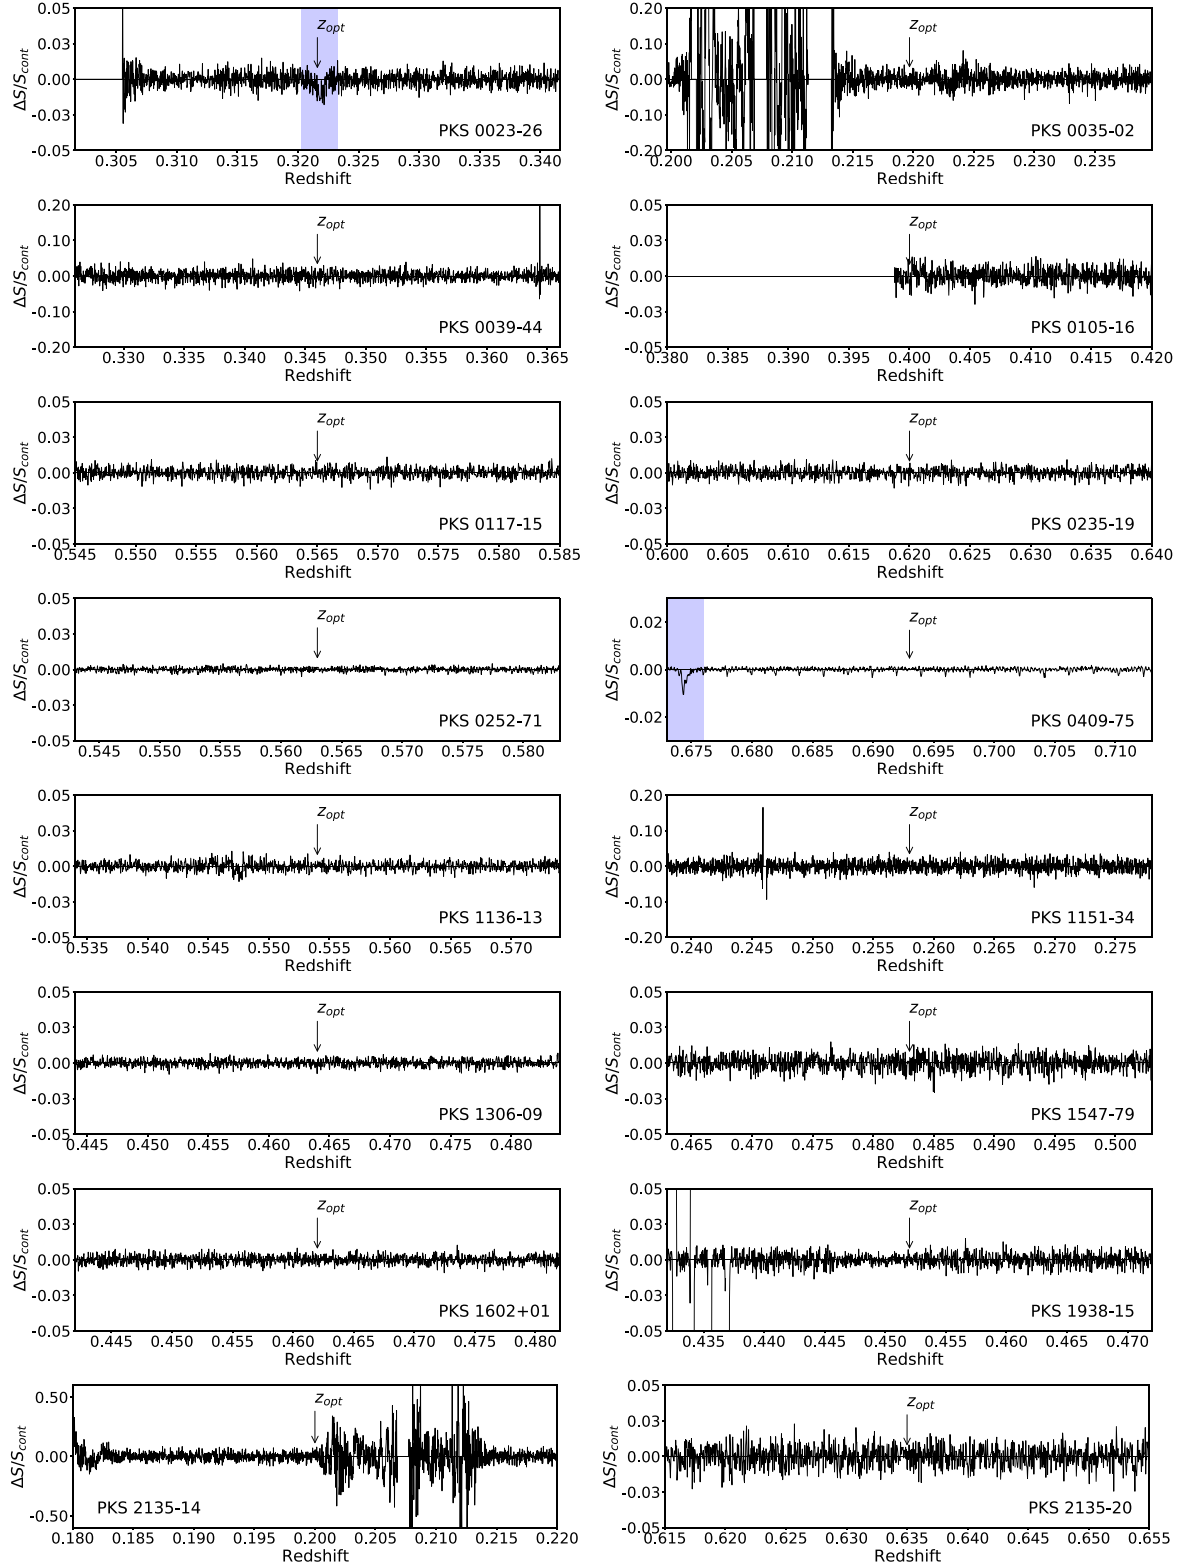 0.05
0.03
0.00
-0.03
-0.05
ΔS/S_cont
z_opt
PKS 0023-26
0.305 0.310 0.315 0.320 0.325 0.330 0.335 0.340
Redshift
0.20
0.10
0.00
-0.10
-0.20
ΔS/S_cont
z_opt
PKS 0035-02
0.200 0.205 0.210 0.215 0.220 0.225 0.230 0.235
Redshift
0.20
0.10
0.00
-0.10
-0.20
ΔS/S_cont
z_opt
PKS 0039-44
0.330 0.335 0.340 0.345 0.350 0.355 0.360 0.365
Redshift
0.05
0.03
0.00
-0.03
-0.05
ΔS/S_cont
z_opt
PKS 0105-16
0.380 0.385 0.390 0.395 0.400 0.405 0.410 0.415 0.420
Redshift
0.05
0.03
0.00
-0.03
-0.05
ΔS/S_cont
z_opt
PKS 0117-15
0.545 0.550 0.555 0.560 0.565 0.570 0.575 0.580 0.585
Redshift
0.05
0.03
0.00
-0.03
-0.05
ΔS/S_cont
z_opt
PKS 0235-19
0.600 0.605 0.610 0.615 0.620 0.625 0.630 0.635 0.640
Redshift
0.05
0.03
0.00
-0.03
-0.05
ΔS/S_cont
z_opt
PKS 0252-71
0.545 0.550 0.555 0.560 0.565 0.570 0.575 0.580
Redshift
0.02
0.00
-0.02
ΔS/S_cont
z_opt
PKS 0409-75
0.675 0.680 0.685 0.690 0.695 0.700 0.705 0.710
Redshift
0.05
0.03
0.00
-0.03
-0.05
ΔS/S_cont
z_opt
PKS 1136-13
0.535 0.540 0.545 0.550 0.555 0.560 0.565 0.570
Redshift
0.20
0.10
0.00
-0.10
-0.20
ΔS/S_cont
z_opt
PKS 1151-34
0.240 0.245 0.250 0.255 0.260 0.265 0.270 0.275
Redshift
0.05
0.03
0.00
-0.03
-0.05
ΔS/S_cont
z_opt
PKS 1306-09
0.445 0.450 0.455 0.460 0.465 0.470 0.475 0.480
Redshift
0.05
0.03
0.00
-0.03
-0.05
ΔS/S_cont
z_opt
PKS 1547-79
0.465 0.470 0.475 0.480 0.485 0.490 0.495 0.500
Redshift
0.05
0.03
0.00
-0.03
-0.05
ΔS/S_cont
z_opt
PKS 1602+01
0.445 0.450 0.455 0.460 0.465 0.470 0.475 0.480
Redshift
0.05
0.03
0.00
-0.03
-0.05
ΔS/S_cont
z_opt
PKS 1938-15
0.435 0.440 0.445 0.450 0.455 0.460 0.465 0.470
Redshift
0.50
0.00
-0.50
ΔS/S_cont
z_opt
PKS 2135-14
0.180 0.185 0.190 0.195 0.200 0.205 0.210 0.215 0.220
Redshift
0.05
0.03
0.00
-0.03
-0.05
ΔS/S_cont
z_opt
PKS 2135-20
0.615 0.620 0.625 0.630 0.635 0.640 0.645 0.650 0.655
Redshift